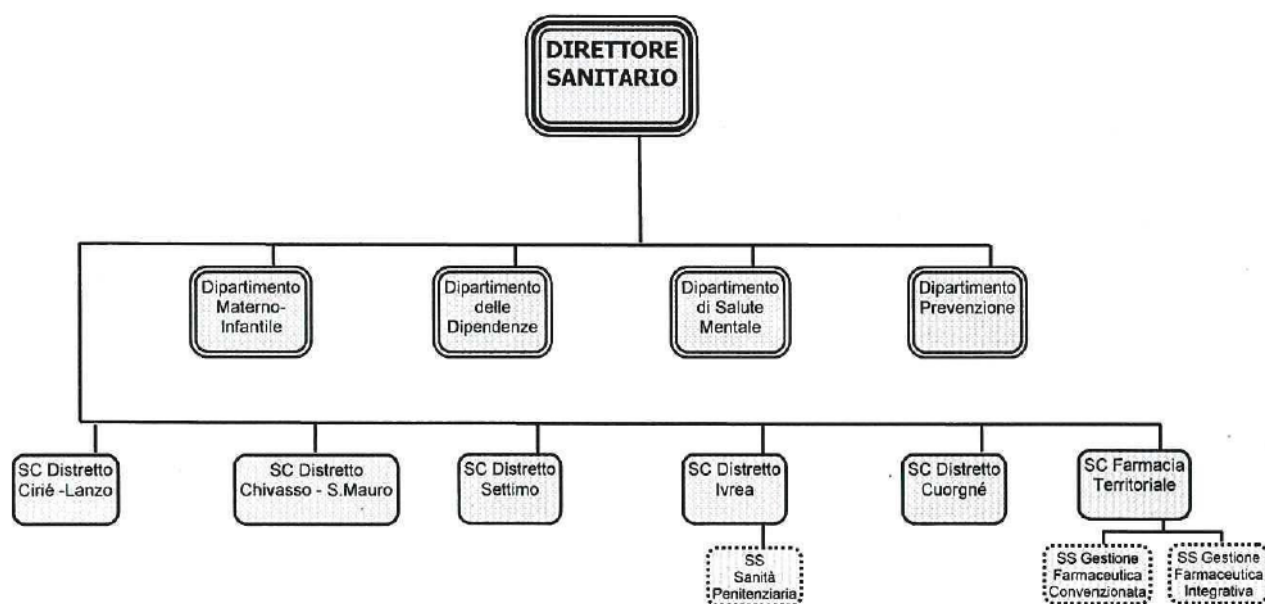 DIRETTORE
SANITARIO
Dipartimento
Materno-
Infantile
Dipartimento
delle
Dipendenze
Dipartimento
di Salute
Mentale
Dipartimento
Prevenzione
SC Distretto
Cirié -Lanzo
SC Distretto
Chivasso - S.Mauro
SC Distretto
Settimo
SC Distretto
Ivrea
SC Distretto
Cuorgné
SC Farmacia
Territoriale
SS
Sanità
Penitenziaria
SS Gestione
Farmaceutica
Convenzionata
SS Gestione
Farmaceutica
Integrativa